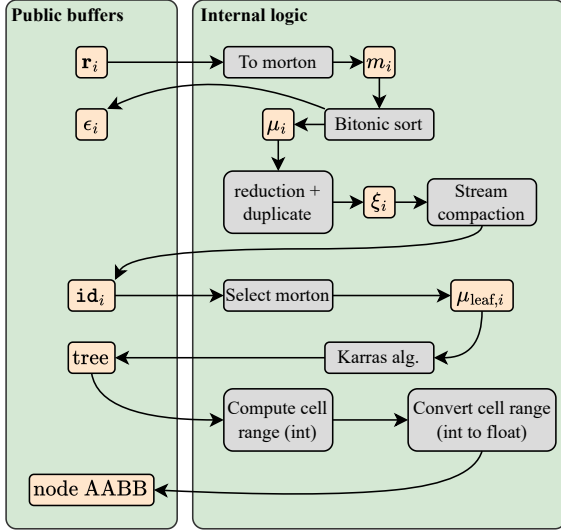 Public buffers
Internal logic
r_i
To morton
m_i
ϵ_i
μ_i
Bitonic sort
reduction +
duplicate
ξ_i
Stream
compaction
id_i
Select morton
μ_leaf,i
tree
Karras alg.
Compute cell
range (int)
Convert cell range
(int to float)
node AABB